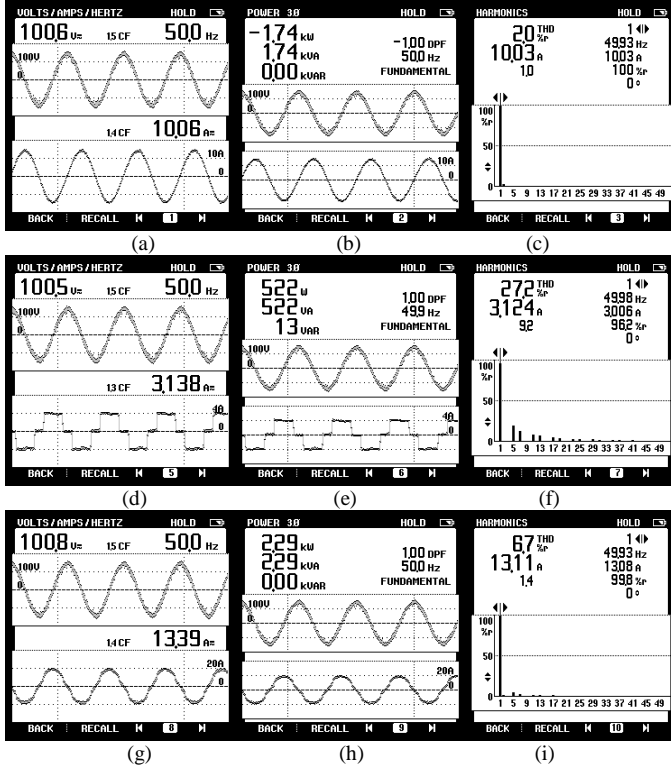 VOLTS/AMPS/HERTZ HOLD
100,6 V≂ 1,5 CF 50,0 Hz
100V
0
1,4 CF 10,06 A≂
10A
0
BACK RECALL 1
(a)
POWER 3Ø HOLD
-1,74 kW
1,74 kVA
0,00 kVAR
-1,00 DPF
50,0 Hz
FUNDAMENTAL
100V
0
10A
0
BACK RECALL 2
(b)
HARMONICS HOLD
2,0 THD %r
10,03 A
1,0
1
49,93 Hz
10,03 A
100 %r
0 °
100
%r
50
0
1 5 9 13 17 21 25 29 33 37 41 45 49
BACK RECALL 3
(c)
VOLTS/AMPS/HERTZ HOLD
100,5 V≂ 1,5 CF 50,0 Hz
100V
0
1,3 CF 3,138 A≂
40
0
BACK RECALL 5
(d)
POWER 3Ø HOLD
522 W
522 VA
13 VAR
1,00 DPF
49,9 Hz
FUNDAMENTAL
100V
0
40
0
BACK RECALL 6
(e)
HARMONICS HOLD
27,2 THD %r
3,124 A
9,2
1
49,98 Hz
3,006 A
96,2 %r
0 °
100
%r
50
0
1 5 9 13 17 21 25 29 33 37 41 45 49
BACK RECALL 7
(f)
VOLTS/AMPS/HERTZ HOLD
100,8 V≂ 1,5 CF 50,0 Hz
100V
0
1,4 CF 13,39 A≂
20A
0
BACK RECALL 8
(g)
POWER 3Ø HOLD
2,29 kW
2,29 kVA
0,00 kVAR
1,00 DPF
50,0 Hz
FUNDAMENTAL
100V
0
20A
0
BACK RECALL 9
(h)
HARMONICS HOLD
6,7 THD %r
13,11 A
1,4
1
49,93 Hz
13,08 A
99,8 %r
0 °
100
%r
50
0
1 5 9 13 17 21 25 29 33 37 41 45 49
BACK RECALL 10
(i)